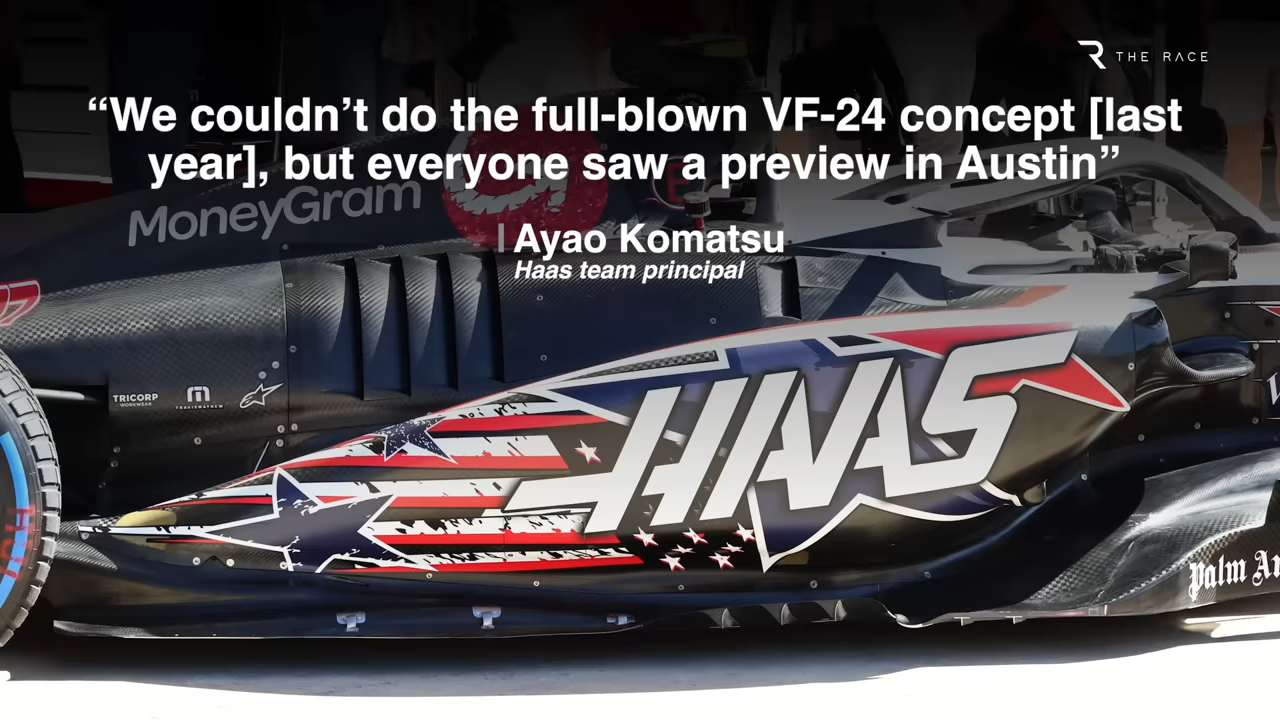 THE RACE
“We couldn’t do the full-blown VF-24 concept [last
year], but everyone saw a preview in Austin”
MoneyGram
Ayao Komatsu
Haas team principal
TRICORP
WORKWEAR
TRAVISMATHEW
HAAS
Palm